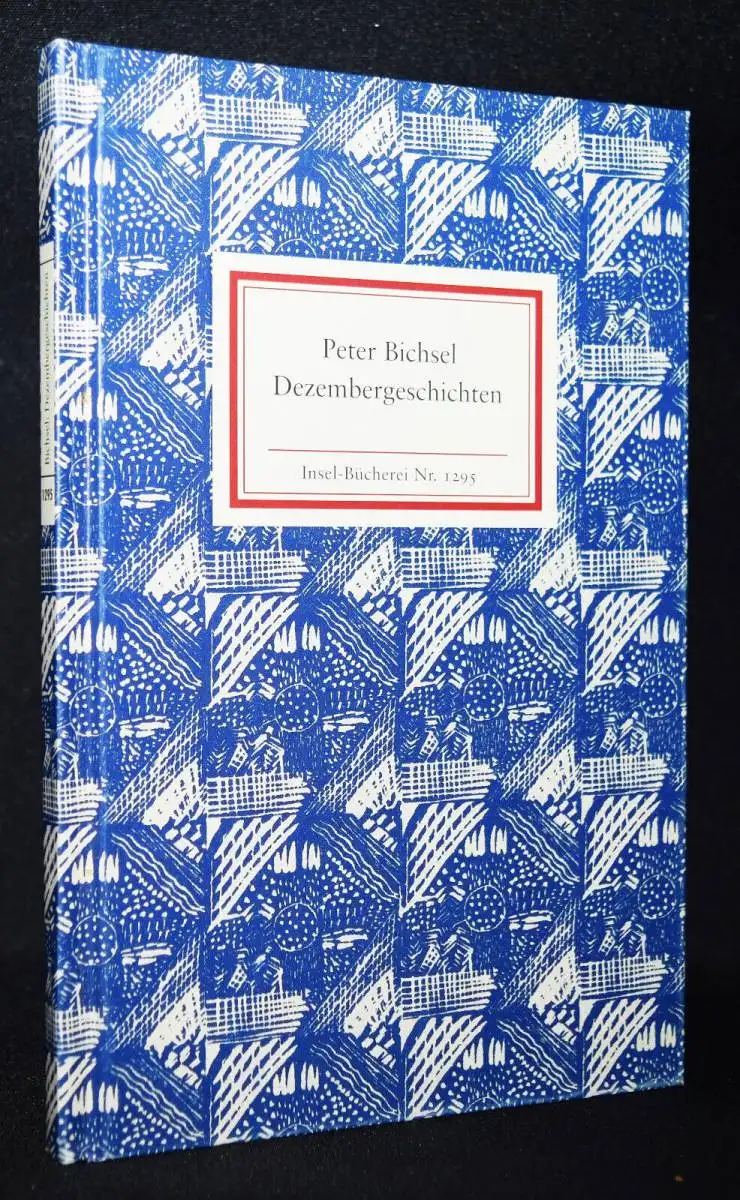 Peter Bichsel
Dezembergeschichten
Insel-Bücherei Nr. 1295
Bichsel: Dezembergeschichten
1295